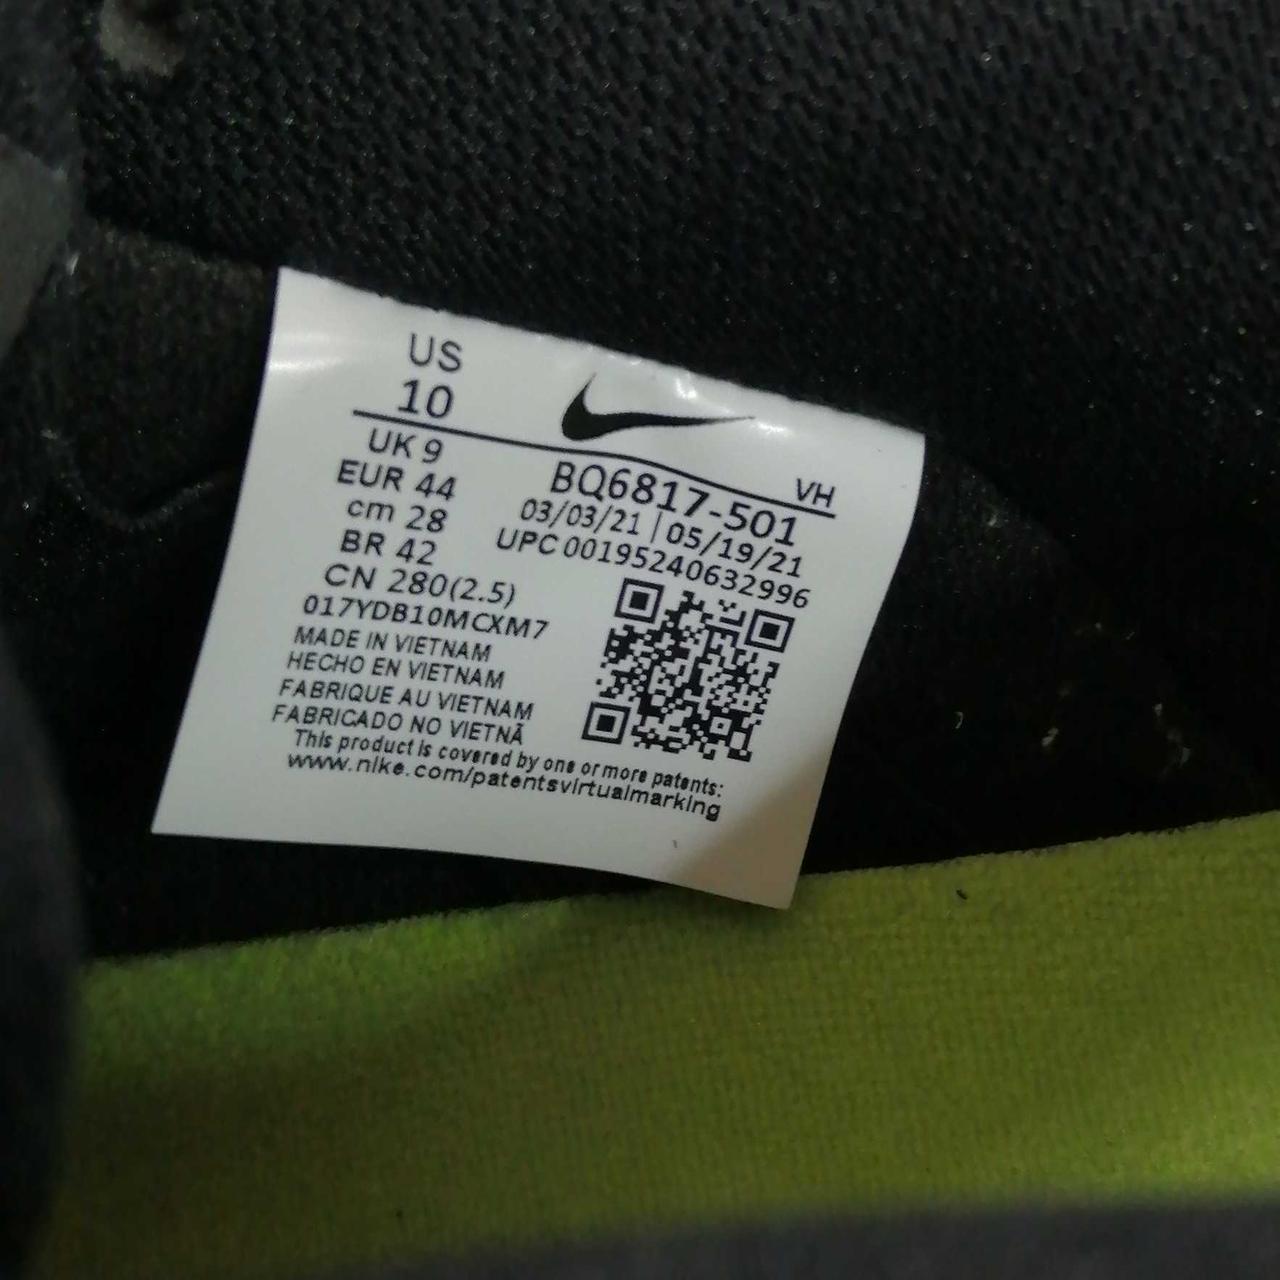 US
10
UK 9
EUR 44
cm 28
BR 42
CN 280(2.5)
017YDB10MCXM7
MADE IN VIETNAM
HECHO EN VIETNAM
FABRIQUE AU VIETNAM
FABRICADO NO VIETNÃ
This product is covered by one or more patents:
www.nike.com/patentsvirtualmarking
VH
BQ6817-501
03/03/21 | 05/19/21
UPC00195240632996